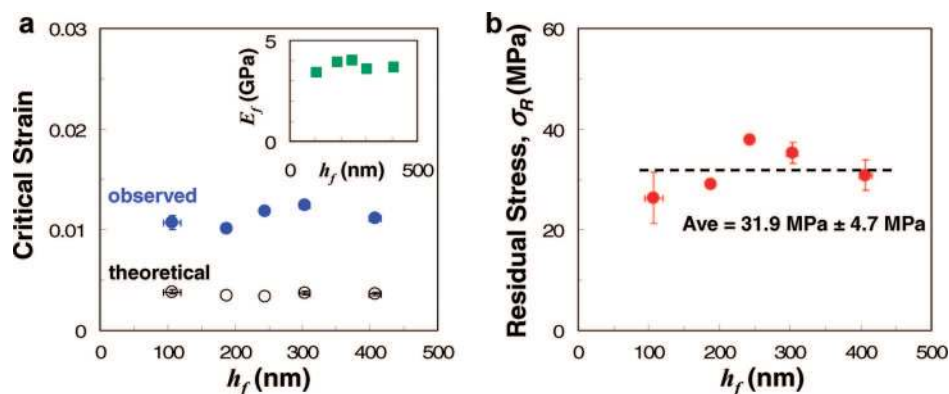 a
Critical Strain
0.03
0.02
0.01
0
0
100
200
300
400
500
h_f (nm)
observed
theoretical
E_f (GPa)
5
0
0
500
h_f (nm)
b
Residual Stress, σ_R (MPa)
60
40
20
0
0
100
200
300
400
500
h_f (nm)
Ave = 31.9 MPa ± 4.7 MPa